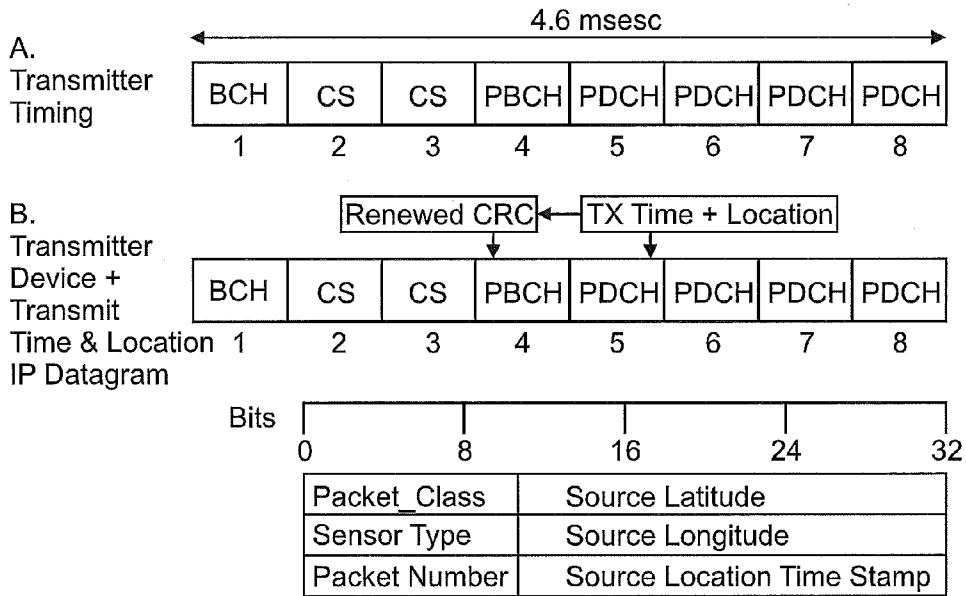 4.6 msesc
A.
Transmitter
Timing
BCH CS CS PBCH PDCH PDCH PDCH PDCH
1 2 3 4 5 6 7 8
B.
Transmitter
Device +
Transmit
Time & Location
IP Datagram
Renewed CRC TX Time + Location
BCH CS CS PBCH PDCH PDCH PDCH PDCH
1 2 3 4 5 6 7 8
Bits
0 8 16 24 32
Packet_Class Source Latitude
Sensor Type Source Longitude
Packet Number Source Location Time Stamp